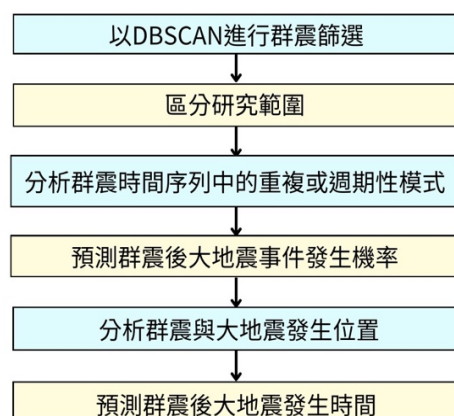 以DBSCAN進行群震篩選
區分研究範圍
分析群震時間序列中的重複或週期性模式
預測群震後大地震事件發生機率
分析群震與大地震發生位置
預測群震後大地震發生時間